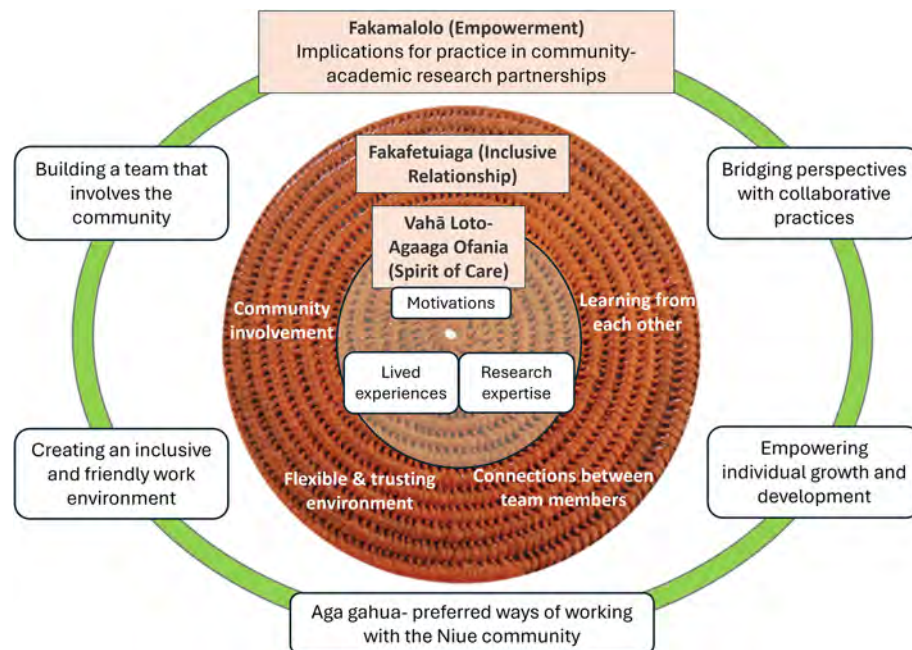 Fakamalolo (Empowerment)
Implications for practice in community-
academic research partnerships
Building a team that
involves the
community
Bridging perspectives
with collaborative
practices
Fakafetuiaga (Inclusive
Relationship)
Vahā Loto-
Agaaga Ofania
(Spirit of Care)
Motivations
Community
involvement
Learning from
each other
Lived
experiences
Research
expertise
Creating an inclusive
and friendly work
environment
Flexible & trusting
environment
Connections between
team members
Empowering
individual growth and
development
Aga gahua- preferred ways of working
with the Niue community